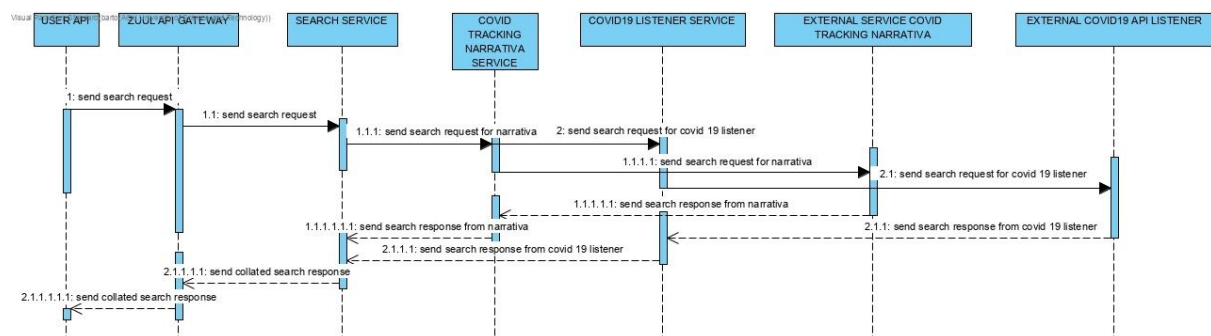 USER API
ZUUL API GATEWAY
SEARCH SERVICE
COVID
TRACKING
NARRATIVA
SERVICE
COVID19 LISTENER SERVICE
EXTERNAL SERVICE COVID
TRACKING NARRATIVA
EXTERNAL COVID19 API LISTENER
1: send search request
1.1: send search request
1.1.1: send search request for narrativa
2: send search request for covid 19 listener
1.1.1.1: send search request for narrativa
2.1: send search request for covid 19 listener
1.1.1.1.1: send search response from narrativa
1.1.1.1.1.1: send search response from narrativa
2.1.1: send search response from covid 19 listener
2.1.1.1: send search response from covid 19 listener
2.1.1.1.1: send collated search response
2.1.1.1.1.1: send collated search response